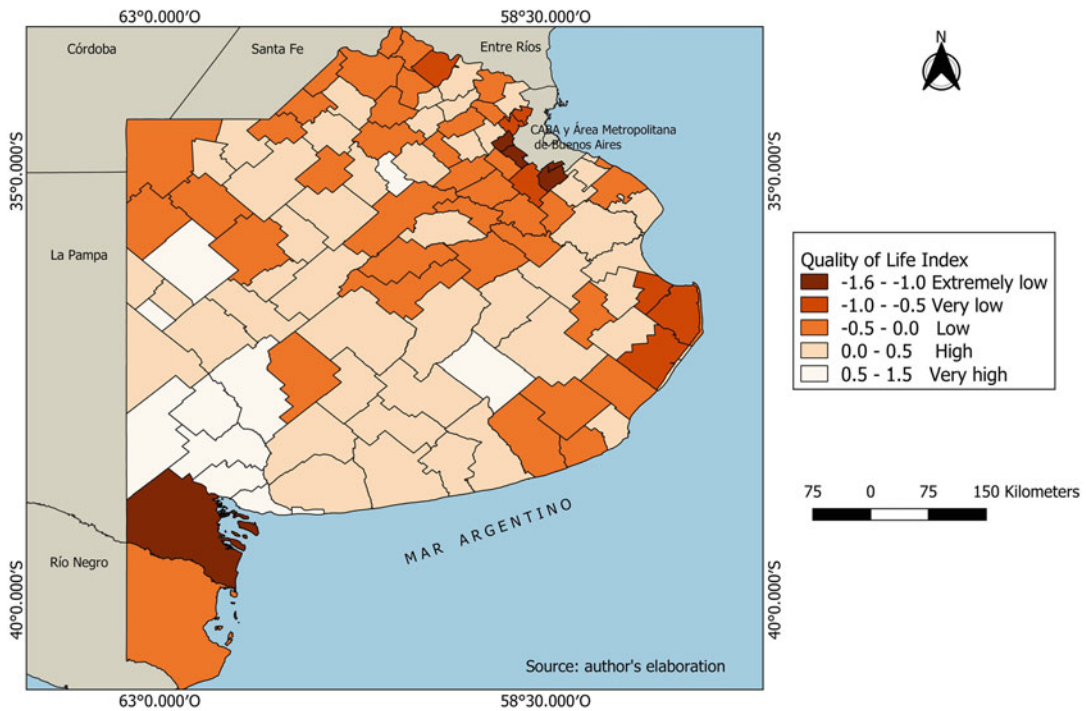 63°0.000'O
58°30.000'O
Córdoba
Santa Fe
Entre Ríos
N
CABA y Área Metropolitana
de Buenos Aires
35°0.000'S
35°0.000'S
La Pampa
Quality of Life Index
-1.6 - -1.0 Extremely low
-1.0 - -0.5 Very low
-0.5 - 0.0 Low
0.0 - 0.5 High
0.5 - 1.5 Very high
75 0 75 150 Kilometers
MAR ARGENTINO
Río Negro
40°0.000'S
40°0.000'S
Source: author's elaboration
63°0.000'O
58°30.000'O